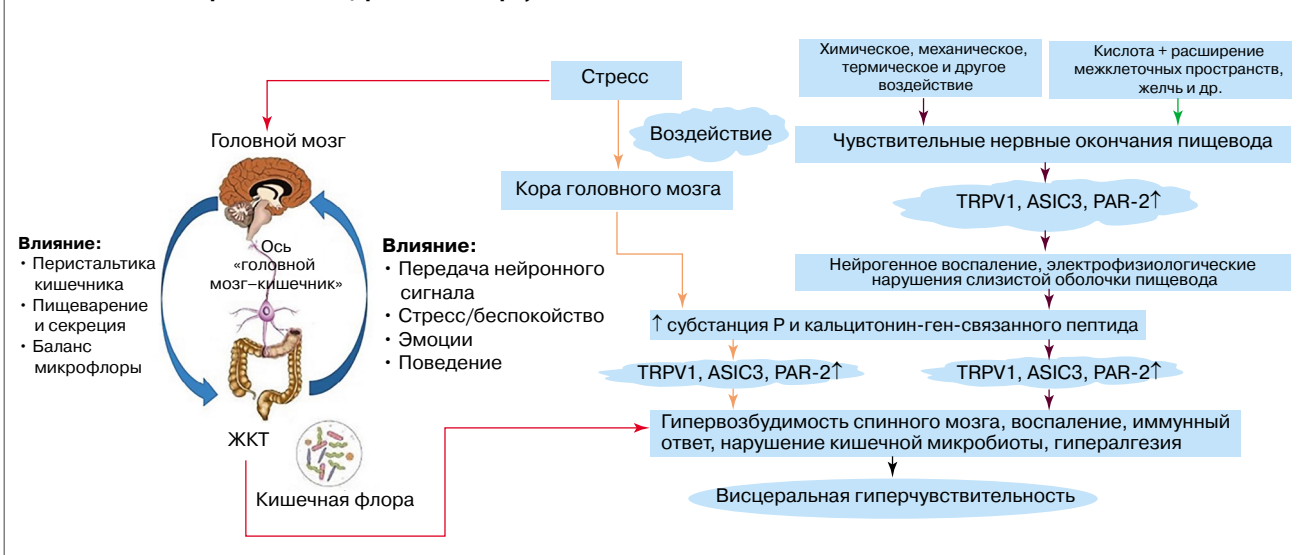 Стресс
Воздействие
Кора головного мозга
Химическое, механическое,
термическое и другое
воздействие
Кислота + расширение
межклеточных пространств,
желчь и др.
Чувствительные нервные окончания пищевода
TRPV1, ASIC3, PAR-2↑
Нейрогенное воспаление, электрофизиологические
нарушения слизистой оболочки пищевода
↑ субстанция Р и кальцитонин-ген-связанного пептида
TRPV1, ASIC3, PAR-2↑
TRPV1, ASIC3, PAR-2↑
Гипервозбудимость спинного мозга, воспаление, иммунный
ответ, нарушение кишечной микробиоты, гипералгезия
Висцеральная гиперчувствительность
Головной мозг
Влияние:
• Перистальтика
кишечника
• Пищеварение
и секреция
• Баланс
микрофлоры
Ось
«головной
мозг–кишечник»
Влияние:
• Передача нейронного
сигнала
• Стресс/беспокойство
• Эмоции
• Поведение
ЖКТ
Кишечная флора